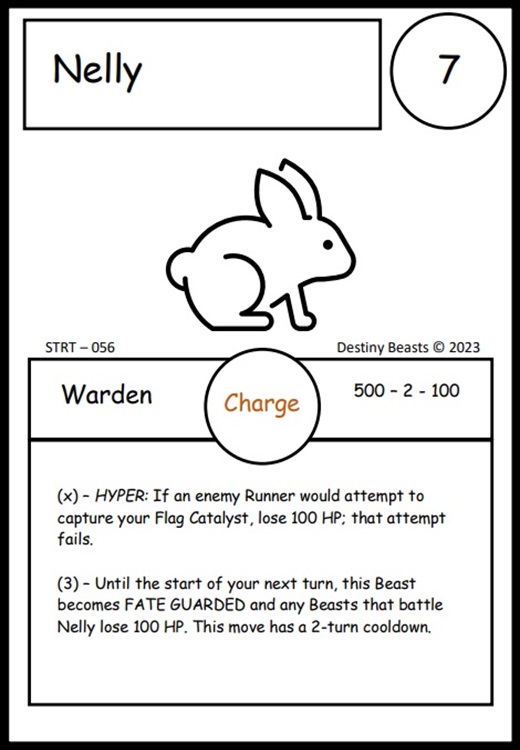 Nelly
7
STRT – 056
Destiny Beasts © 2023
Warden
Charge
500 – 2 - 100
(x) – HYPER: If an enemy Runner would attempt to
capture your Flag Catalyst, lose 100 HP; that attempt
fails.
(3) – Until the start of your next turn, this Beast
becomes FATE GUARDED and any Beasts that battle
Nelly lose 100 HP. This move has a 2-turn cooldown.